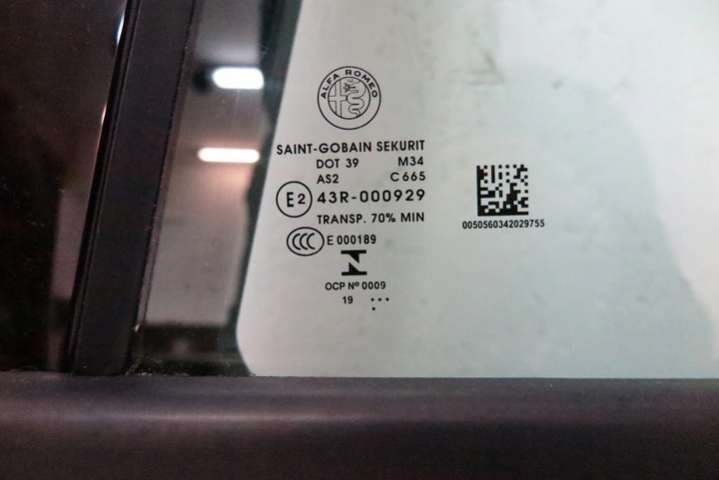 ALFA ROMEO
SAINT-GOBAIN SEKURIT
DOT 39 M34
AS2 C665
E2 43R-000929
TRANSP. 70% MIN
CCC E 000189
OCP Nº 0009
19
0050560342029755